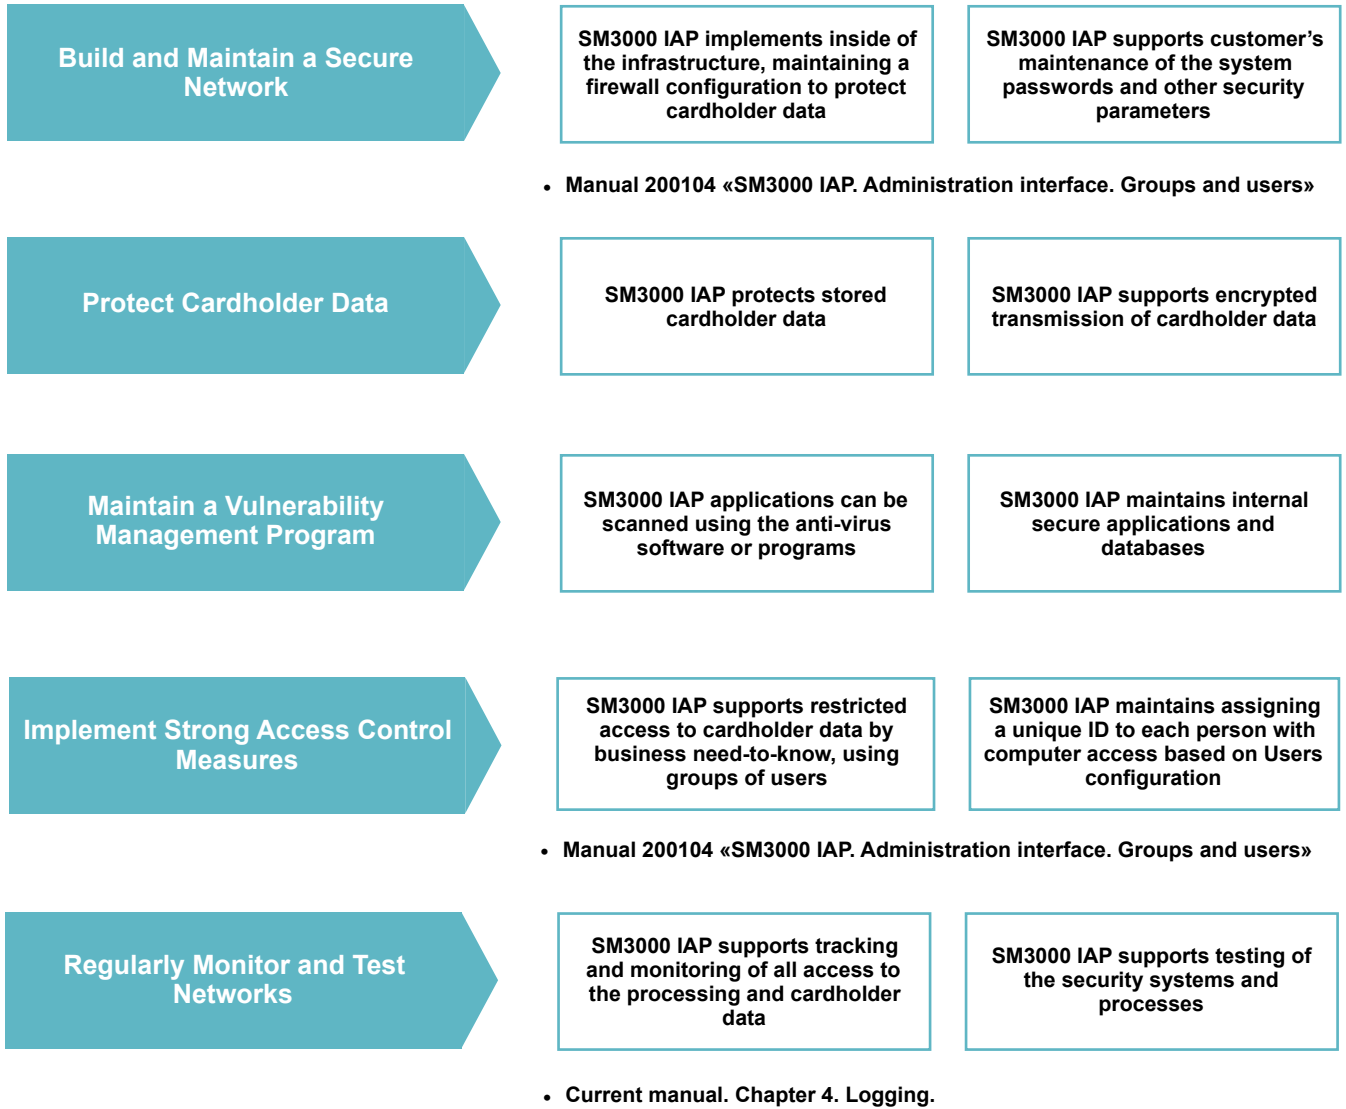 Build and Maintain a Secure
Network
SM3000 IAP implements inside of
the infrastructure, maintaining a
firewall configuration to protect
cardholder data
SM3000 IAP supports customer’s
maintenance of the system
passwords and other security
parameters
• Manual 200104 «SM3000 IAP. Administration interface. Groups and users»
Protect Cardholder Data
SM3000 IAP protects stored
cardholder data
SM3000 IAP supports encrypted
transmission of cardholder data
Maintain a Vulnerability
Management Program
SM3000 IAP applications can be
scanned using the anti-virus
software or programs
SM3000 IAP maintains internal
secure applications and
databases
Implement Strong Access Control
Measures
SM3000 IAP supports restricted
access to cardholder data by
business need-to-know, using
groups of users
SM3000 IAP maintains assigning
a unique ID to each person with
computer access based on Users
configuration
• Manual 200104 «SM3000 IAP. Administration interface. Groups and users»
Regularly Monitor and Test
Networks
SM3000 IAP supports tracking
and monitoring of all access to
the processing and cardholder
data
SM3000 IAP supports testing of
the security systems and
processes
• Current manual. Chapter 4. Logging.